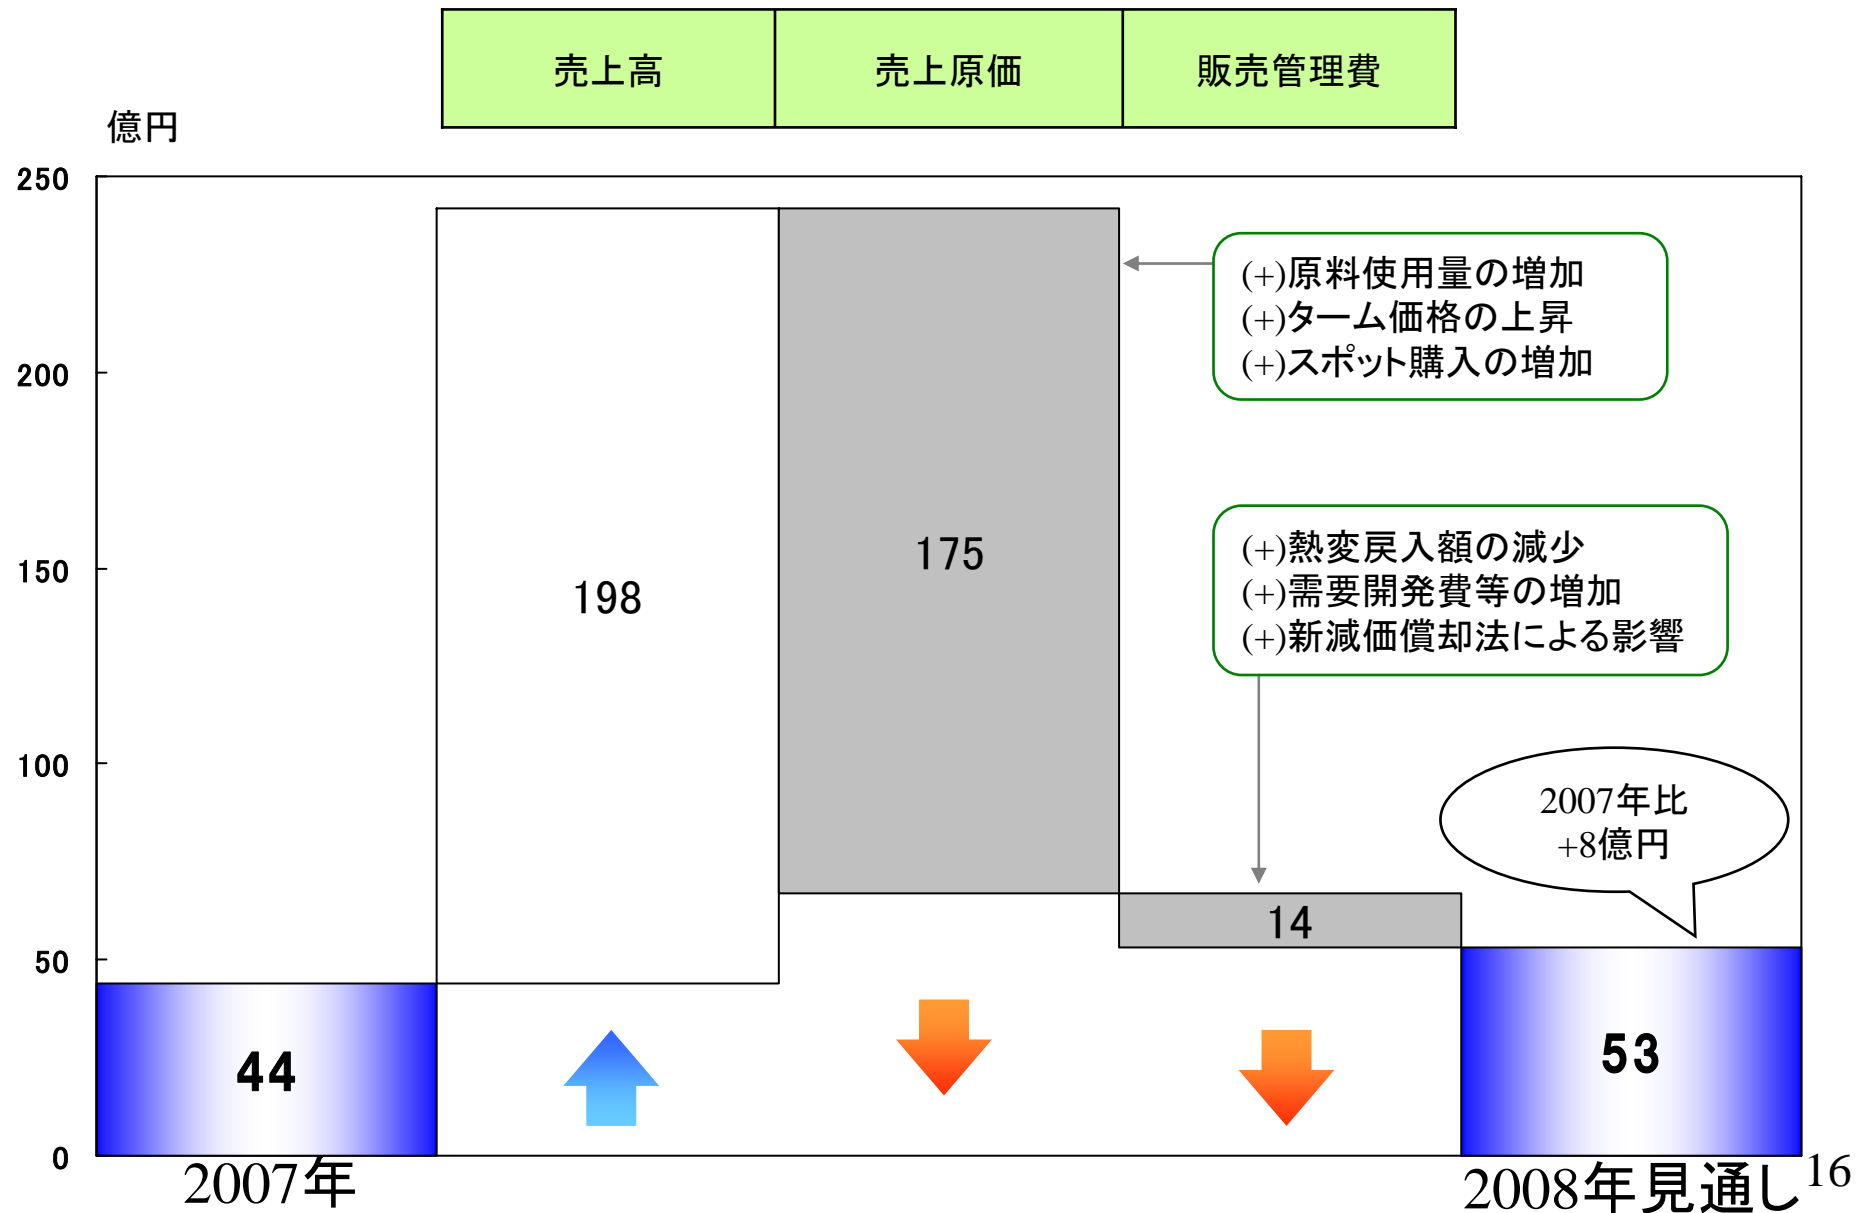 売上高 売上原価 販売管理費
億円
250
200
150
100
50
0
198
175
14
44
53
(+)原料使用量の増加
(+)ターム価格の上昇
(+)スポット購入の増加
(+)熱変戻入額の減少
(+)需要開発費等の増加
(+)新減価償却法による影響
2007年比
+8億円
2007年
2008年見通し
16